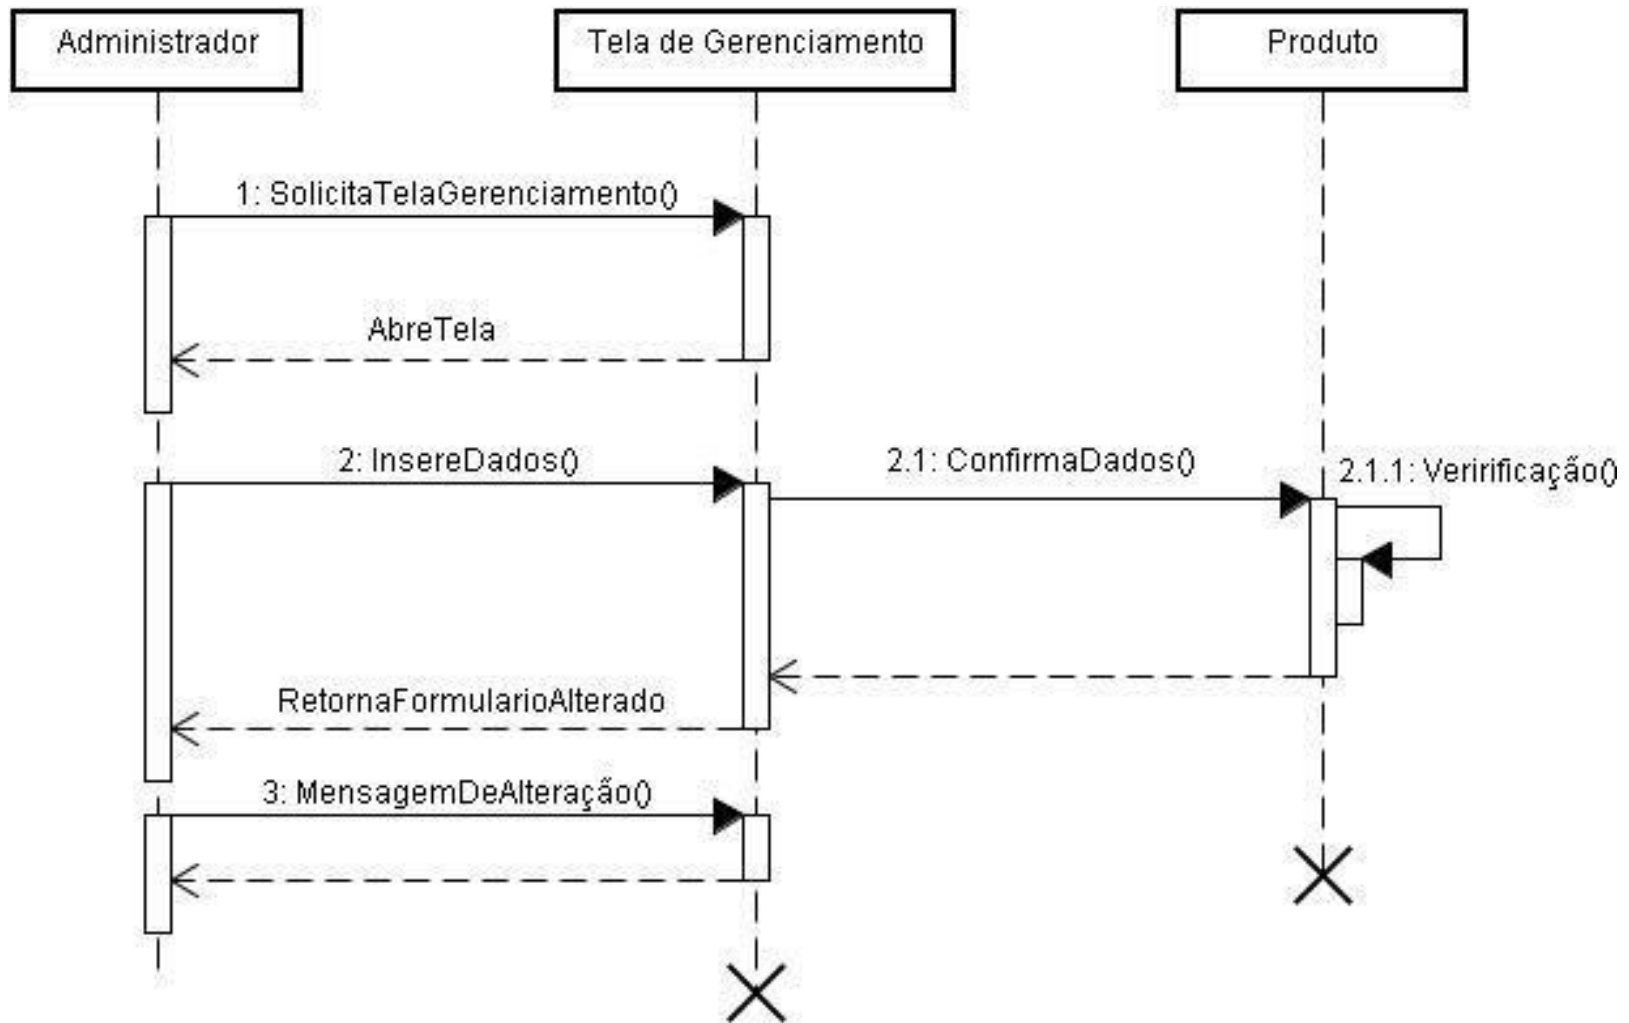 Administrador
Tela de Gerenciamento
Produto
1: SolicitaTelaGerenciamento()
AbreTela
2: InsereDados()
2.1: ConfirmaDados()
2.1.1: Veririficação()
RetornaFormularioAlterado
3: MensagemDeAlteração()